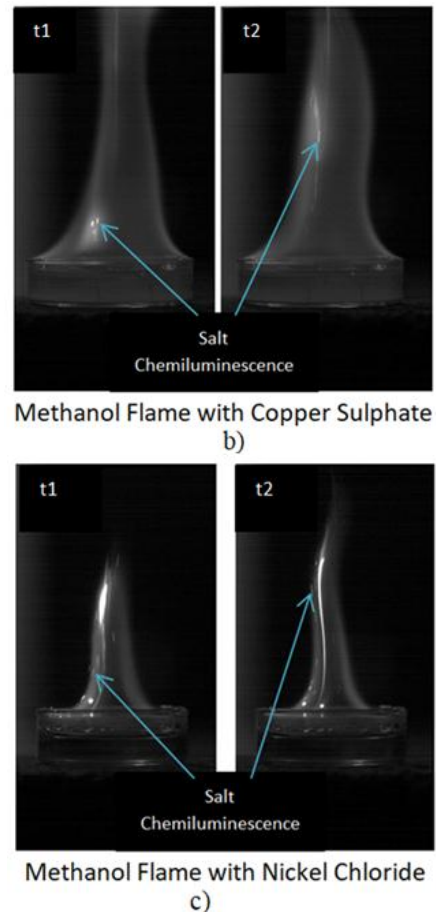 t1
t2
Salt
Chemiluminescence
Methanol Flame with Copper Sulphate
b)
t1
t2
Salt
Chemiluminescence
Methanol Flame with Nickel Chloride
c)